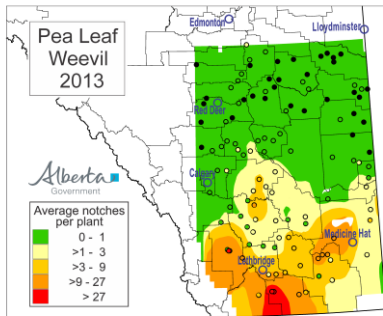 Pea Leaf
Weevil
2013
Edmonton
Lloydminster
Red Deer
Calgary
Medicine Hat
Lethbridge
Alberta
Government
Average notches
per plant
0 - 1
>1 - 3
>3 - 9
>9 - 27
> 27